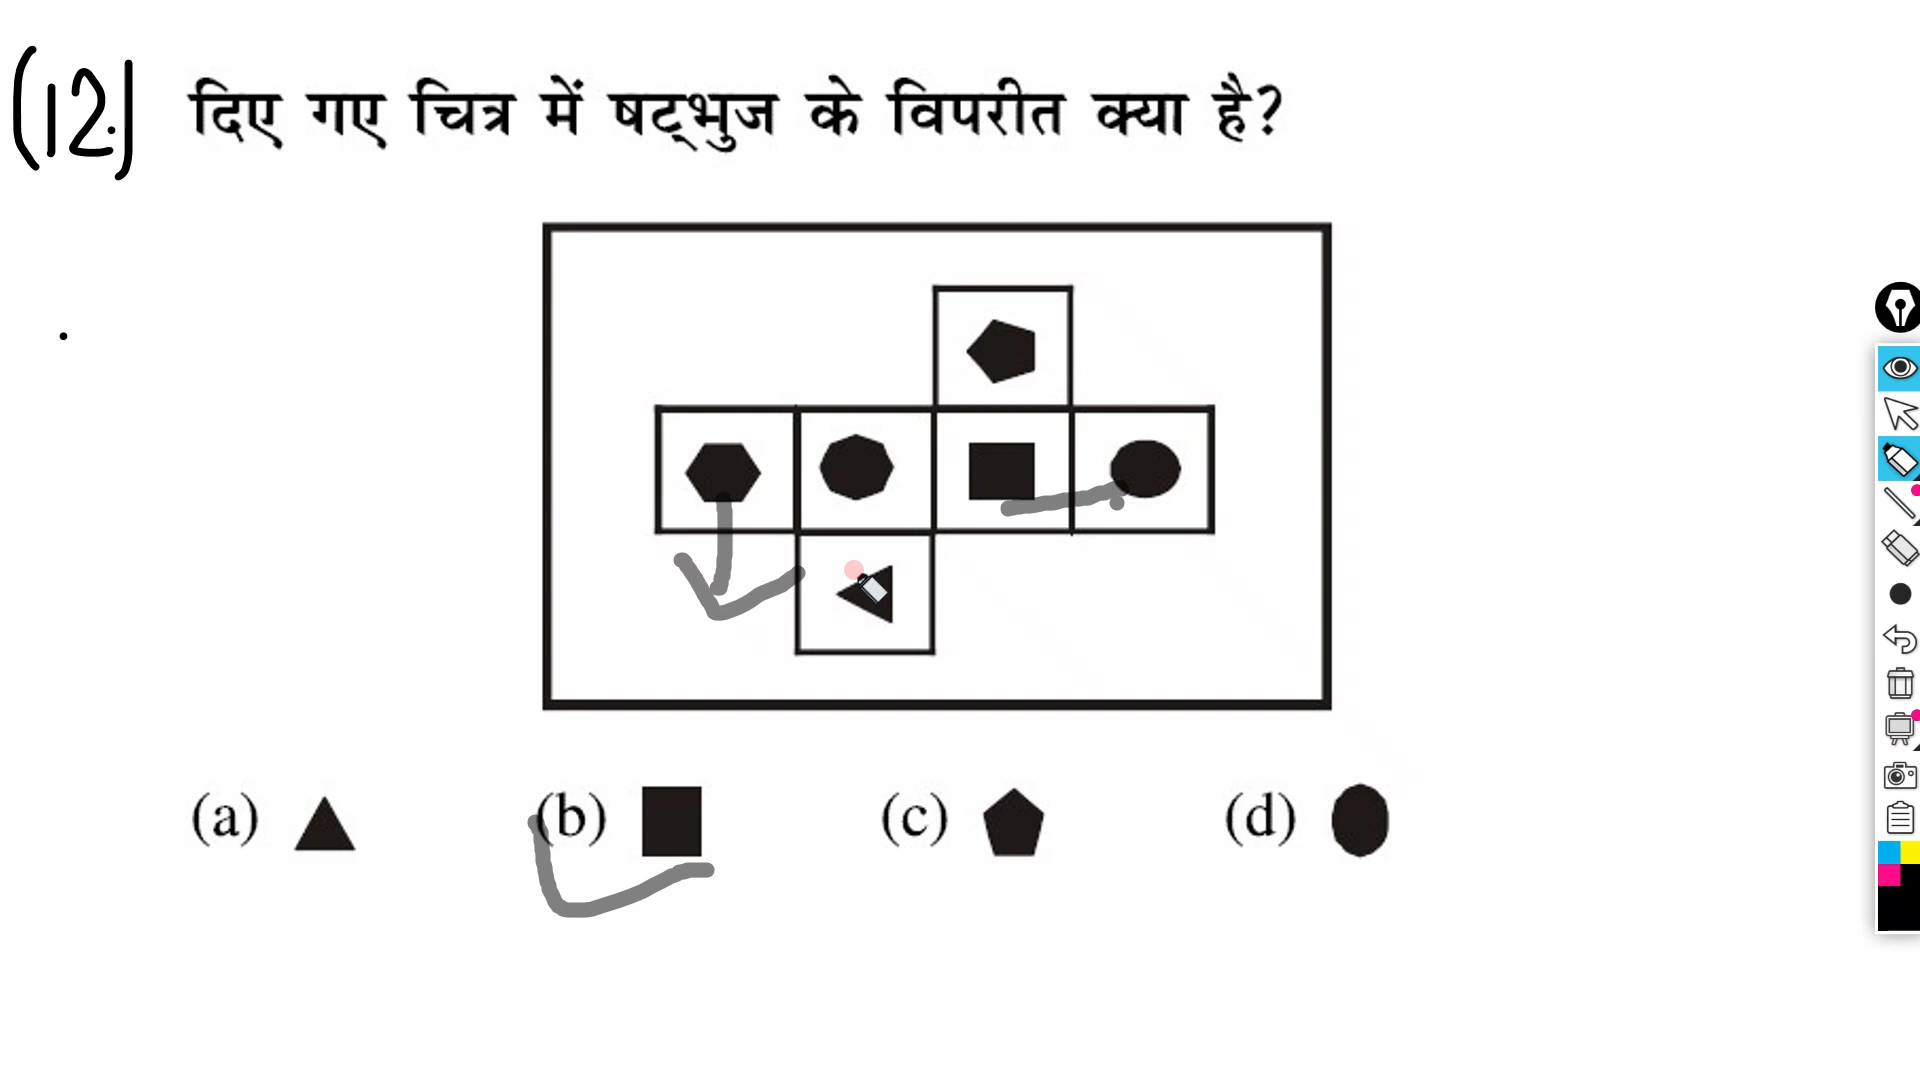 (12.) दिए गए चित्र में षट्भुज के विपरीत क्या है?
(a) (b) (c) (d)